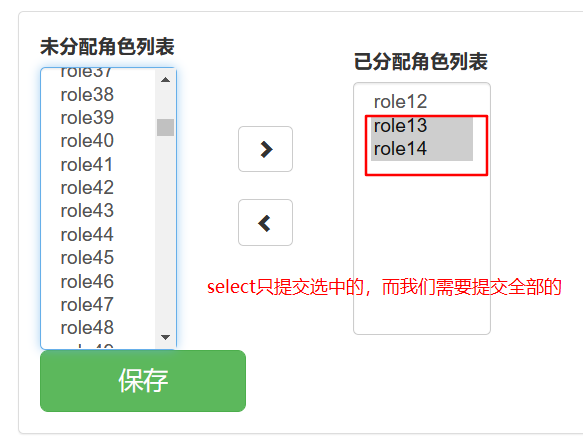 未分配角色列表
role37
role38
role39
role40
role41
role42
role43
role44
role45
role46
role47
role48
保存
已分配角色列表
role12
role13
role14
select只提交选中的，而我们需要提交全部的